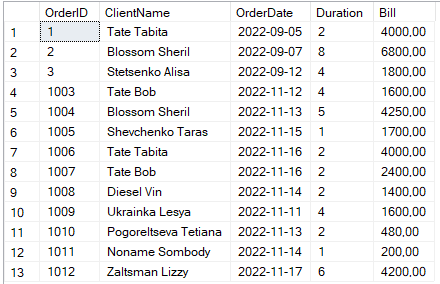 OrderID ClientName OrderDate Duration Bill
1 1 Tate Tabita 2022-09-05 2 4000,00
2 2 Blossom Sheril 2022-09-07 8 6800,00
3 3 Stetsenko Alisa 2022-09-12 4 1800,00
4 1003 Tate Bob 2022-11-12 4 1600,00
5 1004 Blossom Sheril 2022-11-13 5 4250,00
6 1005 Shevchenko Taras 2022-11-15 1 1700,00
7 1006 Tate Tabita 2022-11-16 2 4000,00
8 1007 Tate Bob 2022-11-16 2 2400,00
9 1008 Diesel Vin 2022-11-14 2 1400,00
10 1009 Ukrainka Lesya 2022-11-11 4 1600,00
11 1010 Pogoreltseva Tetiana 2022-11-13 2 480,00
12 1011 Noname Sombody 2022-11-14 1 200,00
13 1012 Zaltsman Lizzy 2022-11-17 6 4200,00